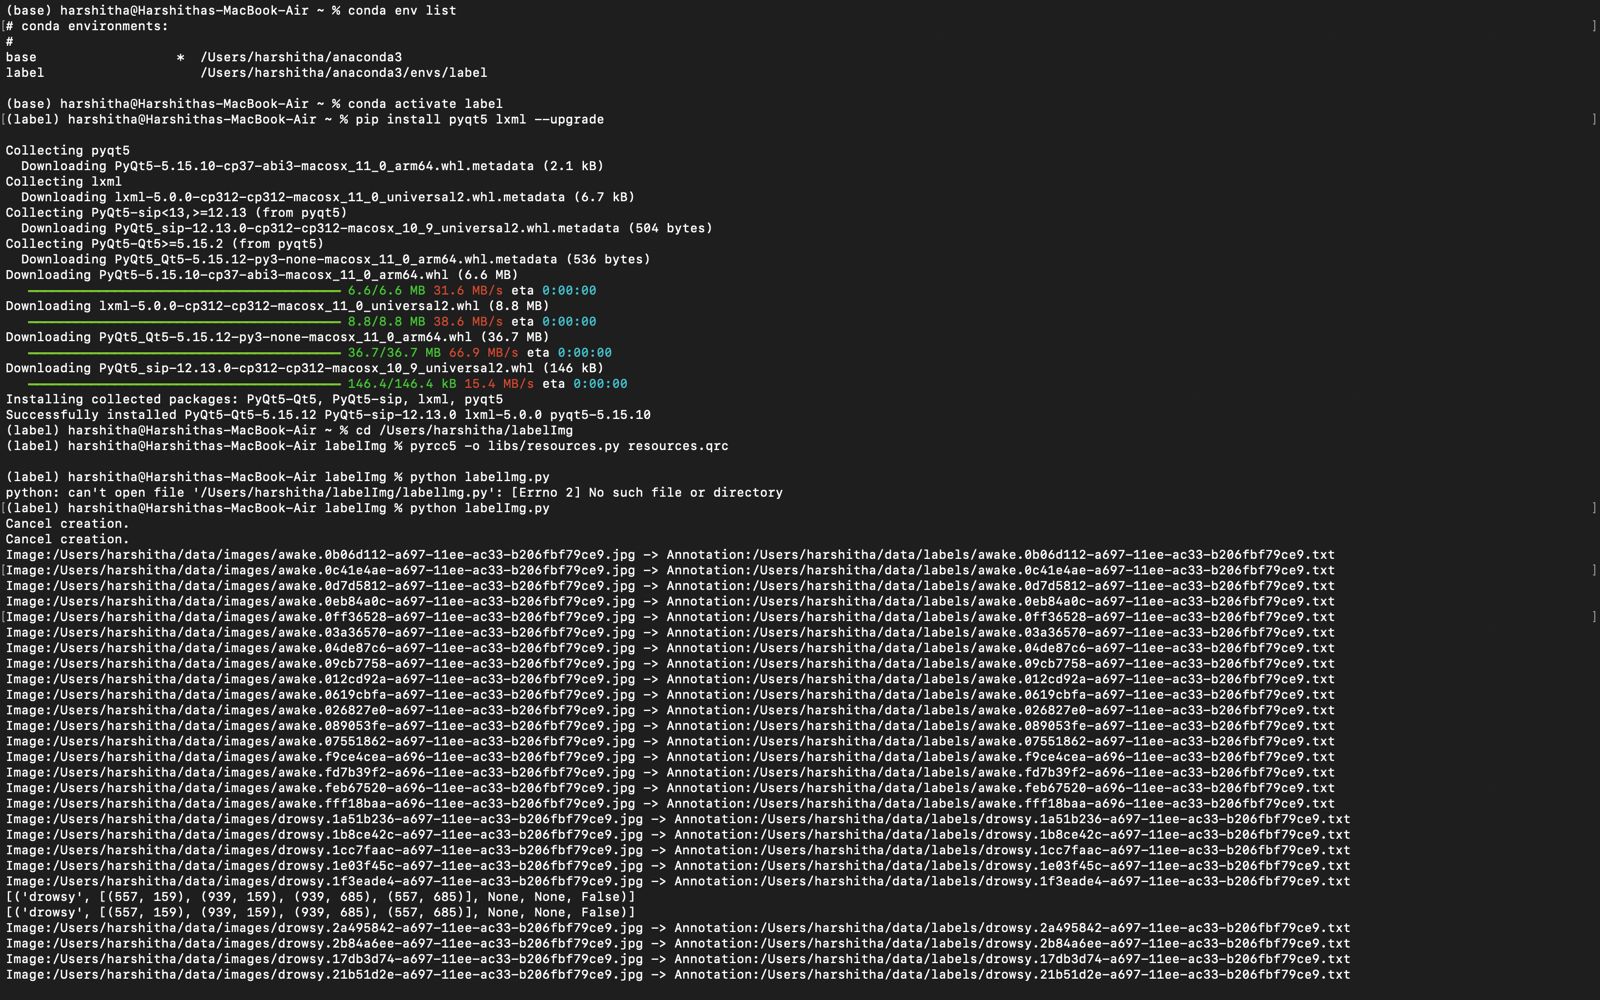 (base) harshitha@Harshithas-MacBook-Air ~ % conda env list
[# conda environments: ]
#
base * /Users/harshitha/anaconda3
label /Users/harshitha/anaconda3/envs/label
(base) harshitha@Harshithas-MacBook-Air ~ % conda activate label
[(label) harshitha@Harshithas-MacBook-Air ~ % pip install pyqt5 lxml --upgrade ]
Collecting pyqt5
Downloading PyQt5-5.15.10-cp37-abi3-macosx_11_0_arm64.whl.metadata (2.1 kB)
Collecting lxml
Downloading lxml-5.0.0-cp312-cp312-macosx_11_0_universal2.whl.metadata (6.7 kB)
Collecting PyQt5-sip<13,>=12.13 (from pyqt5)
Downloading PyQt5_sip-12.13.0-cp312-cp312-macosx_10_9_universal2.whl.metadata (504 bytes)
Collecting PyQt5-Qt5>=5.15.2 (from pyqt5)
Downloading PyQt5_Qt5-5.15.12-py3-none-macosx_11_0_arm64.whl.metadata (536 bytes)
Downloading PyQt5-5.15.10-cp37-abi3-macosx_11_0_arm64.whl (6.6 MB)
6.6/6.6 MB 31.6 MB/s eta 0:00:00
Downloading lxml-5.0.0-cp312-cp312-macosx_11_0_universal2.whl (8.8 MB)
8.8/8.8 MB 38.6 MB/s eta 0:00:00
Downloading PyQt5_Qt5-5.15.12-py3-none-macosx_11_0_arm64.whl (36.7 MB)
36.7/36.7 MB 66.9 MB/s eta 0:00:00
Downloading PyQt5_sip-12.13.0-cp312-cp312-macosx_10_9_universal2.whl (146 kB)
146.4/146.4 kB 15.4 MB/s eta 0:00:00
Installing collected packages: PyQt5-Qt5, PyQt5-sip, lxml, pyqt5
Successfully installed PyQt5-Qt5-5.15.12 PyQt5-sip-12.13.0 lxml-5.0.0 pyqt5-5.15.10
(label) harshitha@Harshithas-MacBook-Air ~ % cd /Users/harshitha/labelImg
(label) harshitha@Harshithas-MacBook-Air labelImg % pyrcc5 -o libs/resources.py resources.qrc
(label) harshitha@Harshithas-MacBook-Air labelImg % python labellmg.py
python: can't open file '/Users/harshitha/labelImg/labellmg.py': [Errno 2] No such file or directory
[(label) harshitha@Harshithas-MacBook-Air labelImg % python labelImg.py ]
Cancel creation.
Cancel creation.
Image:/Users/harshitha/data/images/awake.0b06d112-a697-11ee-ac33-b206fbf79ce9.jpg -> Annotation:/Users/harshitha/data/labels/awake.0b06d112-a697-11ee-ac33-b206fbf79ce9.txt
[Image:/Users/harshitha/data/images/awake.0c41e4ae-a697-11ee-ac33-b206fbf79ce9.jpg -> Annotation:/Users/harshitha/data/labels/awake.0c41e4ae-a697-11ee-ac33-b206fbf79ce9.txt ]
Image:/Users/harshitha/data/images/awake.0d7d5812-a697-11ee-ac33-b206fbf79ce9.jpg -> Annotation:/Users/harshitha/data/labels/awake.0d7d5812-a697-11ee-ac33-b206fbf79ce9.txt
Image:/Users/harshitha/data/images/awake.0eb84a0c-a697-11ee-ac33-b206fbf79ce9.jpg -> Annotation:/Users/harshitha/data/labels/awake.0eb84a0c-a697-11ee-ac33-b206fbf79ce9.txt
[Image:/Users/harshitha/data/images/awake.0ff36528-a697-11ee-ac33-b206fbf79ce9.jpg -> Annotation:/Users/harshitha/data/labels/awake.0ff36528-a697-11ee-ac33-b206fbf79ce9.txt ]
Image:/Users/harshitha/data/images/awake.03a36570-a697-11ee-ac33-b206fbf79ce9.jpg -> Annotation:/Users/harshitha/data/labels/awake.03a36570-a697-11ee-ac33-b206fbf79ce9.txt
Image:/Users/harshitha/data/images/awake.04de87c6-a697-11ee-ac33-b206fbf79ce9.jpg -> Annotation:/Users/harshitha/data/labels/awake.04de87c6-a697-11ee-ac33-b206fbf79ce9.txt
Image:/Users/harshitha/data/images/awake.09cb7758-a697-11ee-ac33-b206fbf79ce9.jpg -> Annotation:/Users/harshitha/data/labels/awake.09cb7758-a697-11ee-ac33-b206fbf79ce9.txt
Image:/Users/harshitha/data/images/awake.012cd92a-a697-11ee-ac33-b206fbf79ce9.jpg -> Annotation:/Users/harshitha/data/labels/awake.012cd92a-a697-11ee-ac33-b206fbf79ce9.txt
Image:/Users/harshitha/data/images/awake.0619cbfa-a697-11ee-ac33-b206fbf79ce9.jpg -> Annotation:/Users/harshitha/data/labels/awake.0619cbfa-a697-11ee-ac33-b206fbf79ce9.txt
Image:/Users/harshitha/data/images/awake.026827e0-a697-11ee-ac33-b206fbf79ce9.jpg -> Annotation:/Users/harshitha/data/labels/awake.026827e0-a697-11ee-ac33-b206fbf79ce9.txt
Image:/Users/harshitha/data/images/awake.089053fe-a697-11ee-ac33-b206fbf79ce9.jpg -> Annotation:/Users/harshitha/data/labels/awake.089053fe-a697-11ee-ac33-b206fbf79ce9.txt
Image:/Users/harshitha/data/images/awake.07551862-a697-11ee-ac33-b206fbf79ce9.jpg -> Annotation:/Users/harshitha/data/labels/awake.07551862-a697-11ee-ac33-b206fbf79ce9.txt
Image:/Users/harshitha/data/images/awake.f9ce4cea-a696-11ee-ac33-b206fbf79ce9.jpg -> Annotation:/Users/harshitha/data/labels/awake.f9ce4cea-a696-11ee-ac33-b206fbf79ce9.txt
Image:/Users/harshitha/data/images/awake.fd7b39f2-a696-11ee-ac33-b206fbf79ce9.jpg -> Annotation:/Users/harshitha/data/labels/awake.fd7b39f2-a696-11ee-ac33-b206fbf79ce9.txt
Image:/Users/harshitha/data/images/awake.feb67520-a696-11ee-ac33-b206fbf79ce9.jpg -> Annotation:/Users/harshitha/data/labels/awake.feb67520-a696-11ee-ac33-b206fbf79ce9.txt
Image:/Users/harshitha/data/images/awake.fff18baa-a696-11ee-ac33-b206fbf79ce9.jpg -> Annotation:/Users/harshitha/data/labels/awake.fff18baa-a696-11ee-ac33-b206fbf79ce9.txt
Image:/Users/harshitha/data/images/drowsy.1a51b236-a697-11ee-ac33-b206fbf79ce9.jpg -> Annotation:/Users/harshitha/data/labels/drowsy.1a51b236-a697-11ee-ac33-b206fbf79ce9.txt
Image:/Users/harshitha/data/images/drowsy.1b8ce42c-a697-11ee-ac33-b206fbf79ce9.jpg -> Annotation:/Users/harshitha/data/labels/drowsy.1b8ce42c-a697-11ee-ac33-b206fbf79ce9.txt
Image:/Users/harshitha/data/images/drowsy.1cc7faac-a697-11ee-ac33-b206fbf79ce9.jpg -> Annotation:/Users/harshitha/data/labels/drowsy.1cc7faac-a697-11ee-ac33-b206fbf79ce9.txt
Image:/Users/harshitha/data/images/drowsy.1e03f45c-a697-11ee-ac33-b206fbf79ce9.jpg -> Annotation:/Users/harshitha/data/labels/drowsy.1e03f45c-a697-11ee-ac33-b206fbf79ce9.txt
Image:/Users/harshitha/data/images/drowsy.1f3eade4-a697-11ee-ac33-b206fbf79ce9.jpg -> Annotation:/Users/harshitha/data/labels/drowsy.1f3eade4-a697-11ee-ac33-b206fbf79ce9.txt
[('drowsy', [(557, 159), (939, 159), (939, 685), (557, 685)], None, None, False)]
[('drowsy', [(557, 159), (939, 159), (939, 685), (557, 685)], None, None, False)]
Image:/Users/harshitha/data/images/drowsy.2a495842-a697-11ee-ac33-b206fbf79ce9.jpg -> Annotation:/Users/harshitha/data/labels/drowsy.2a495842-a697-11ee-ac33-b206fbf79ce9.txt
Image:/Users/harshitha/data/images/drowsy.2b84a6ee-a697-11ee-ac33-b206fbf79ce9.jpg -> Annotation:/Users/harshitha/data/labels/drowsy.2b84a6ee-a697-11ee-ac33-b206fbf79ce9.txt
Image:/Users/harshitha/data/images/drowsy.17db3d74-a697-11ee-ac33-b206fbf79ce9.jpg -> Annotation:/Users/harshitha/data/labels/drowsy.17db3d74-a697-11ee-ac33-b206fbf79ce9.txt
Image:/Users/harshitha/data/images/drowsy.21b51d2e-a697-11ee-ac33-b206fbf79ce9.jpg -> Annotation:/Users/harshitha/data/labels/drowsy.21b51d2e-a697-11ee-ac33-b206fbf79ce9.txt